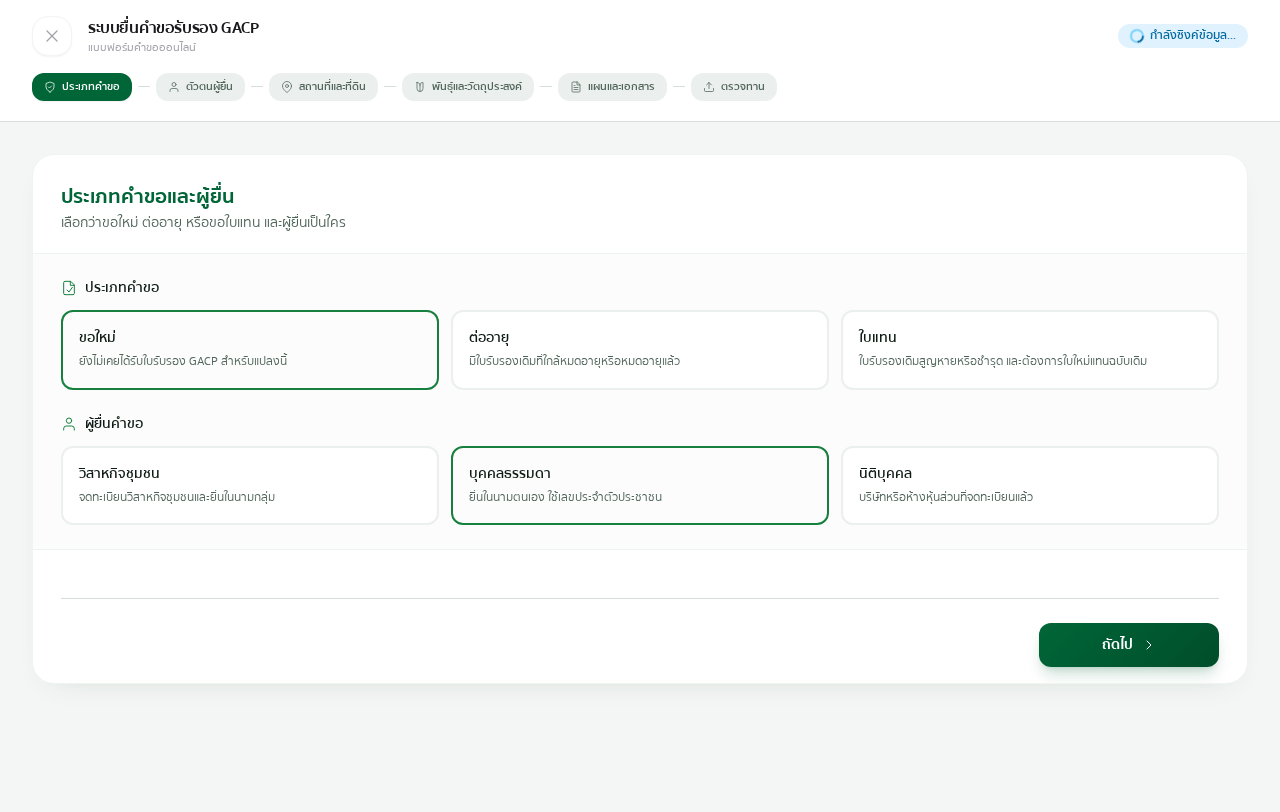 ระบบยื่นคำขอรับรอง GACP
แบบฟอร์มคำขอออนไลน์
กำลังซิงค์ข้อมูล...
ประเภทคำขอ
ตัวตนผู้ยื่น
สถานที่และที่ดิน
พันธุ์และวัตถุประสงค์
แผนและเอกสาร
ตรวจทาน
ประเภทคำขอและผู้ยื่น
เลือกว่าขอใหม่ ต่ออายุ หรือขอใบแทน และผู้ยื่นเป็นใคร
ประเภทคำขอ
ขอใหม่
ยังไม่เคยได้รับใบรับรอง GACP สำหรับแปลงนี้
ต่ออายุ
มีใบรับรองเดิมที่ใกล้หมดอายุหรือหมดอายุแล้ว
ใบแทน
ใบรับรองเดิมสูญหายหรือชำรุด และต้องการใบใหม่แทนฉบับเดิม
ผู้ยื่นคำขอ
วิสาหกิจชุมชน
จดทะเบียนวิสาหกิจชุมชนและยื่นในนามกลุ่ม
บุคคลธรรมดา
ยื่นในนามตนเอง ใช้เลขประจำตัวประชาชน
นิติบุคคล
บริษัทหรือห้างหุ้นส่วนที่จดทะเบียนแล้ว
ถัดไป